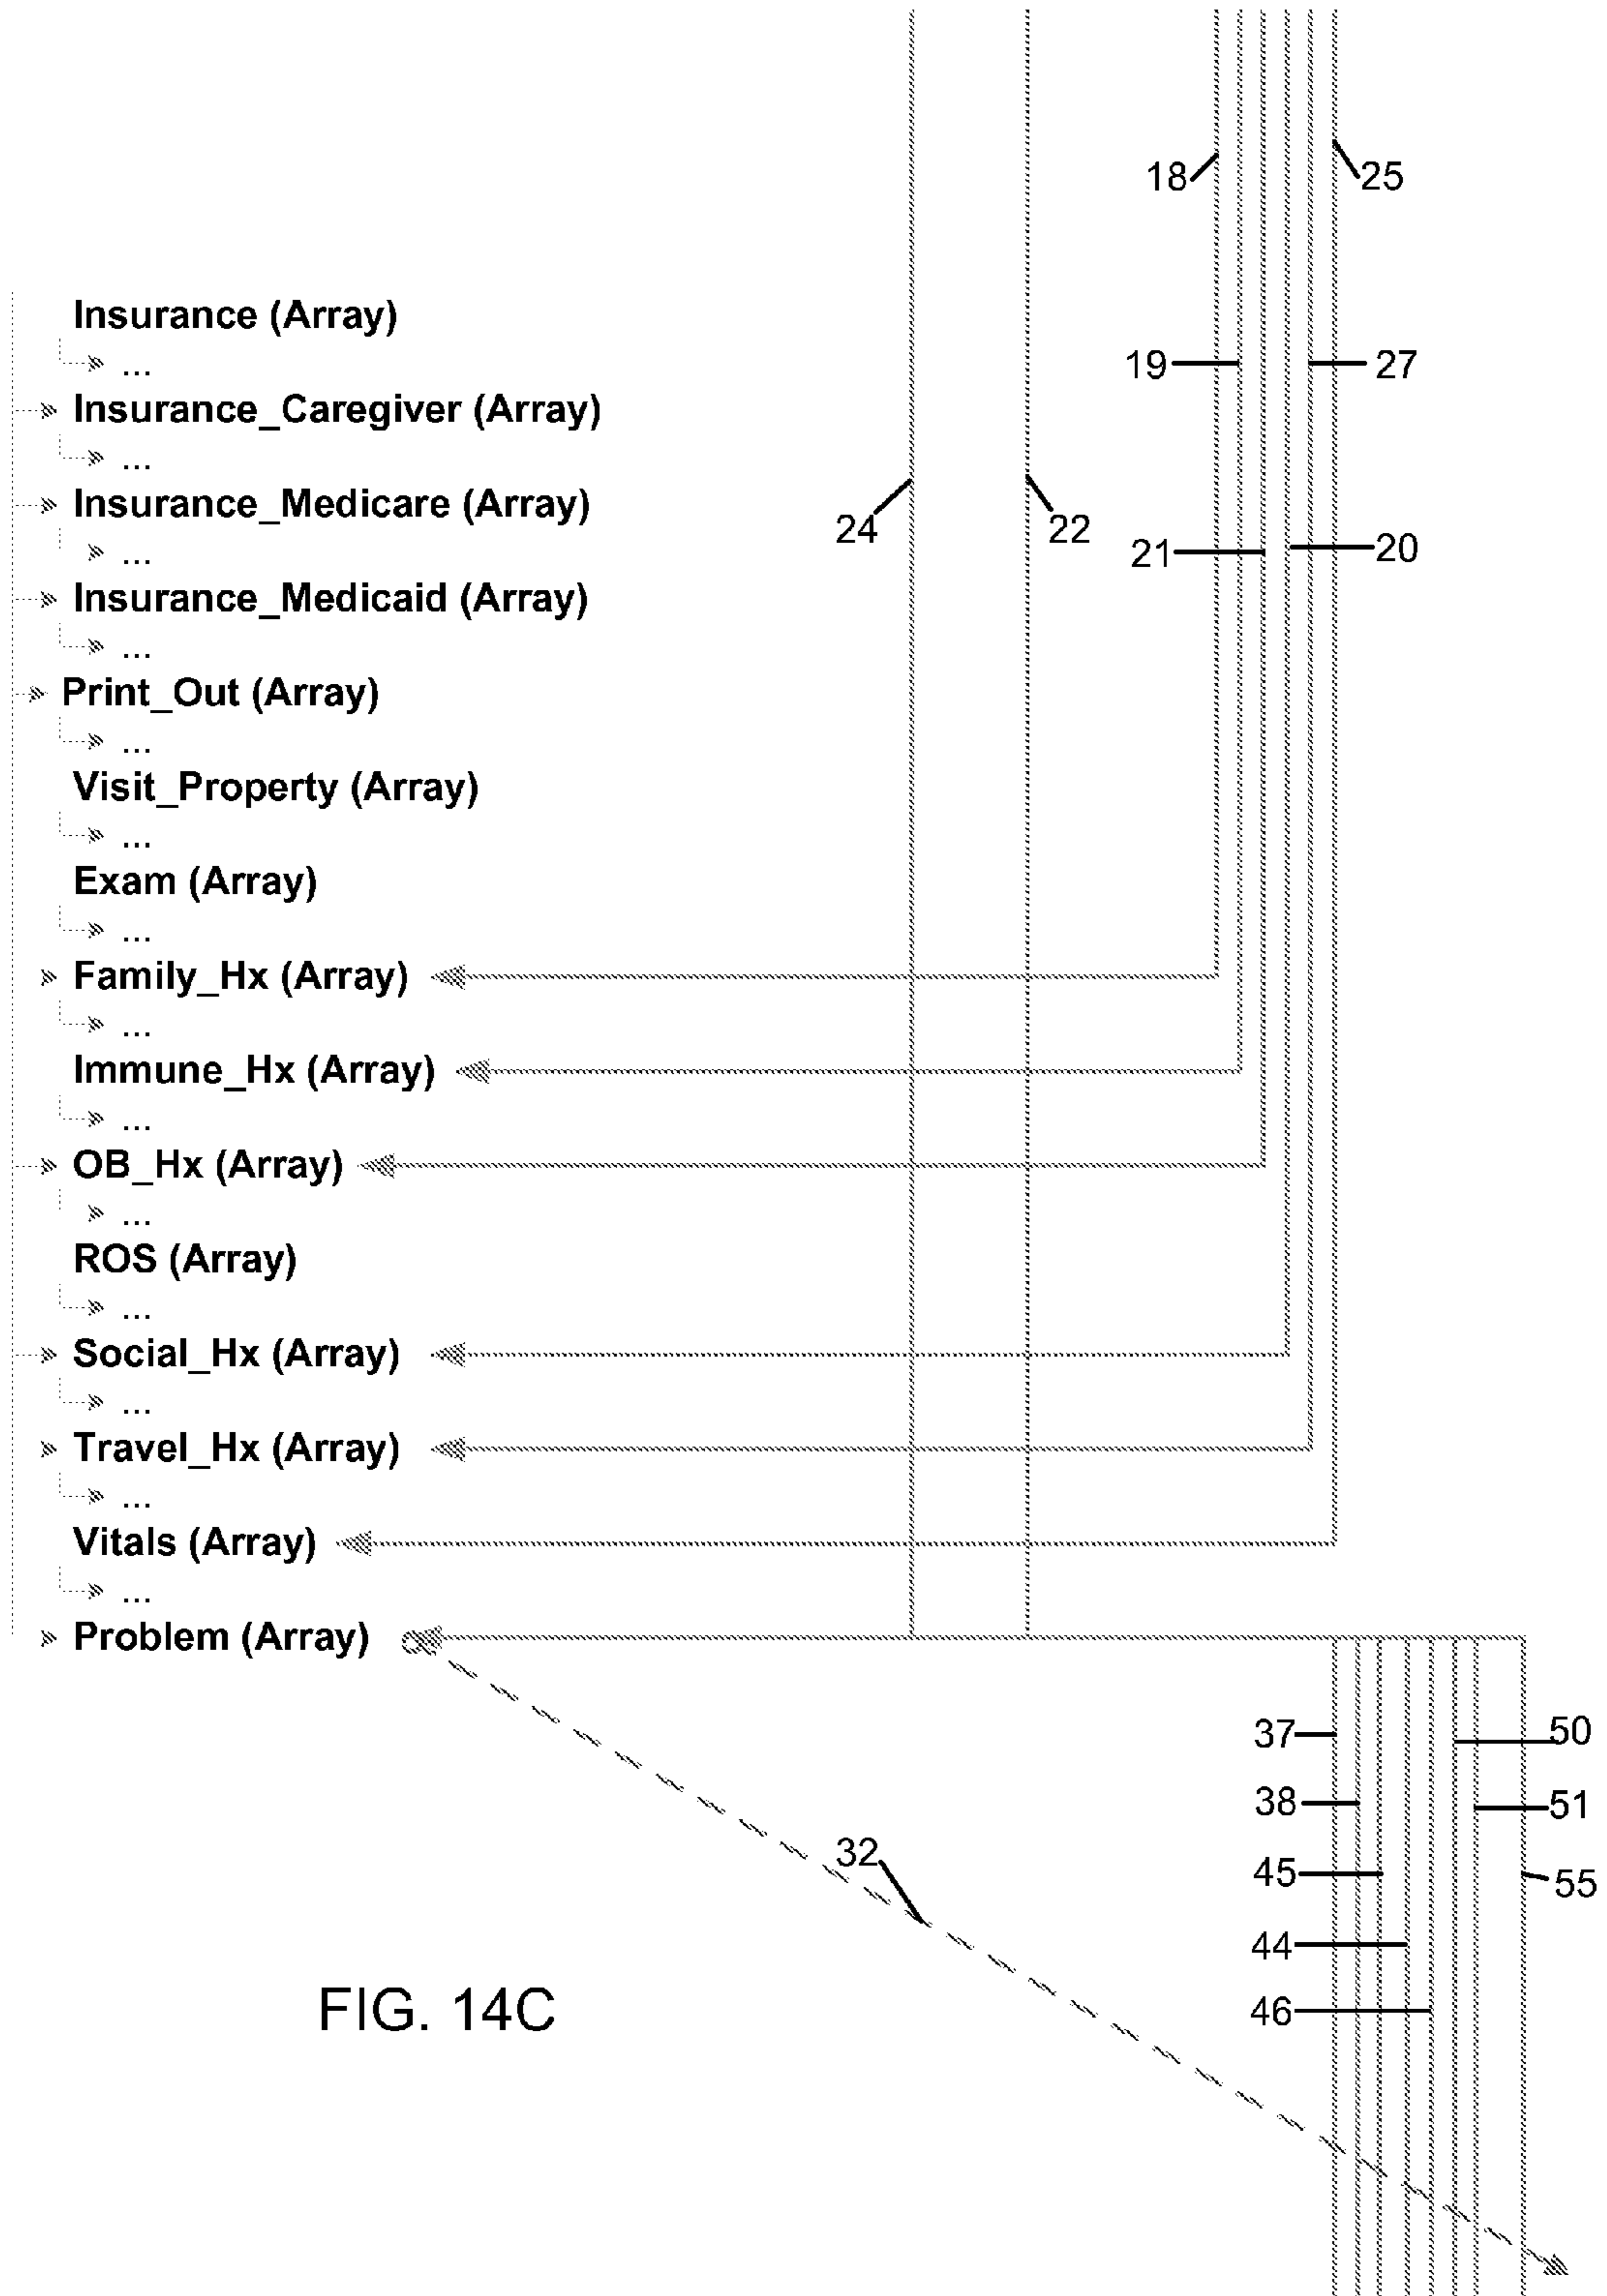 18
25
Insurance (Array)
...
19
27
Insurance_Caregiver (Array)
...
Insurance_Medicare (Array)
24
22
...
21
20
Insurance_Medicaid (Array)
...
Print_Out (Array)
...
Visit_Property (Array)
...
Exam (Array)
...
Family_Hx (Array)
...
Immune_Hx (Array)
...
OB_Hx (Array)
...
ROS (Array)
...
Social_Hx (Array)
...
Travel_Hx (Array)
...
Vitals (Array)
...
Problem (Array)
37
50
38
51
32
45
55
44
46
FIG. 14C